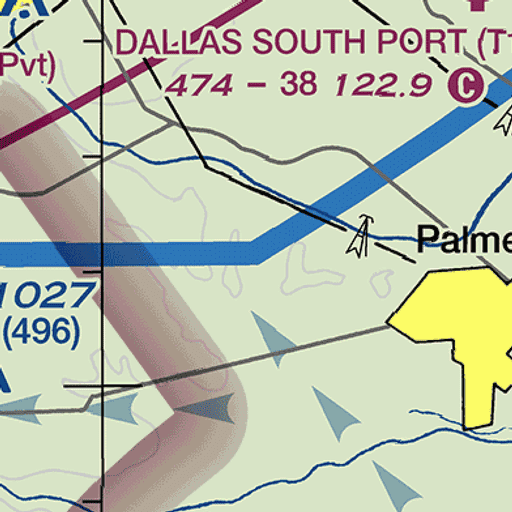 DALLAS SOUTH PORT (T
Pvt)
474 – 38 122.9 C
Palme
1027
(496)